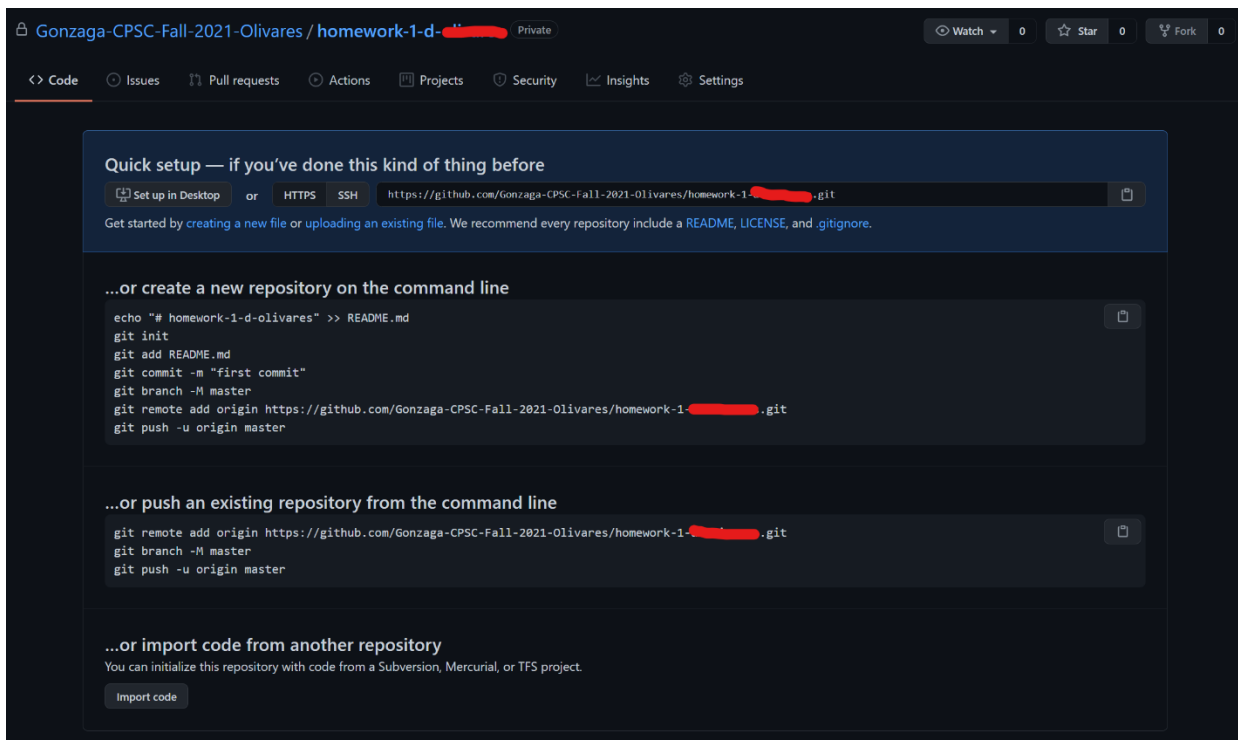 Gonzaga-CPSC-Fall-2021-Olivares / homework-1-d- Private
Watch 0 Star 0 Fork 0
<> Code Issues Pull requests Actions Projects Security Insights Settings
Quick setup — if you've done this kind of thing before
Set up in Desktop or HTTPS SSH https://github.com/Gonzaga-CPSC-Fall-2021-Olivares/homework-1- .git
Get started by creating a new file or uploading an existing file. We recommend every repository include a README, LICENSE, and .gitignore.
...or create a new repository on the command line
echo "# homework-1-d-olivares" >> README.md
git init
git add README.md
git commit -m "first commit"
git branch -M master
git remote add origin https://github.com/Gonzaga-CPSC-Fall-2021-Olivares/homework-1- .git
git push -u origin master
...or push an existing repository from the command line
git remote add origin https://github.com/Gonzaga-CPSC-Fall-2021-Olivares/homework-1- .git
git branch -M master
git push -u origin master
...or import code from another repository
You can initialize this repository with code from a Subversion, Mercurial, or TFS project.
Import code